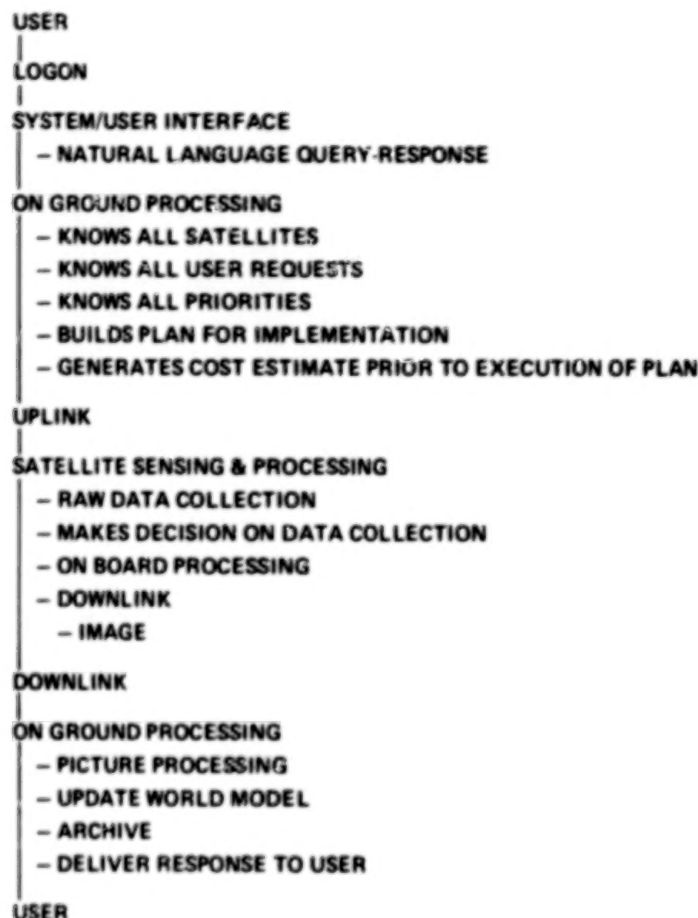 USER
LOGON
SYSTEM/USER INTERFACE
– NATURAL LANGUAGE QUERY-RESPONSE
ON GROUND PROCESSING
– KNOWS ALL SATELLITES
– KNOWS ALL USER REQUESTS
– KNOWS ALL PRIORITIES
– BUILDS PLAN FOR IMPLEMENTATION
– GENERATES COST ESTIMATE PRIOR TO EXECUTION OF PLAN
UPLINK
SATELLITE SENSING & PROCESSING
– RAW DATA COLLECTION
– MAKES DECISION ON DATA COLLECTION
– ON BOARD PROCESSING
– DOWNLINK
– IMAGE
DOWNLINK
ON GROUND PROCESSING
– PICTURE PROCESSING
– UPDATE WORLD MODEL
– ARCHIVE
– DELIVER RESPONSE TO USER
USER